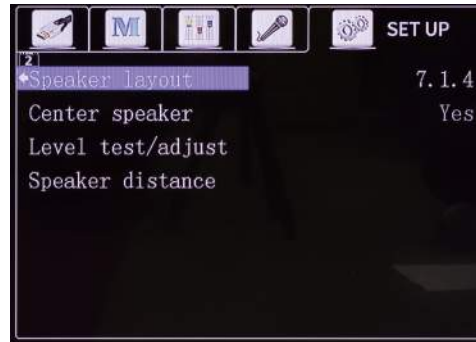 M SET UP
2
Speaker layout 7.1.4
Center speaker Yes
Level test/adjust
Speaker distance